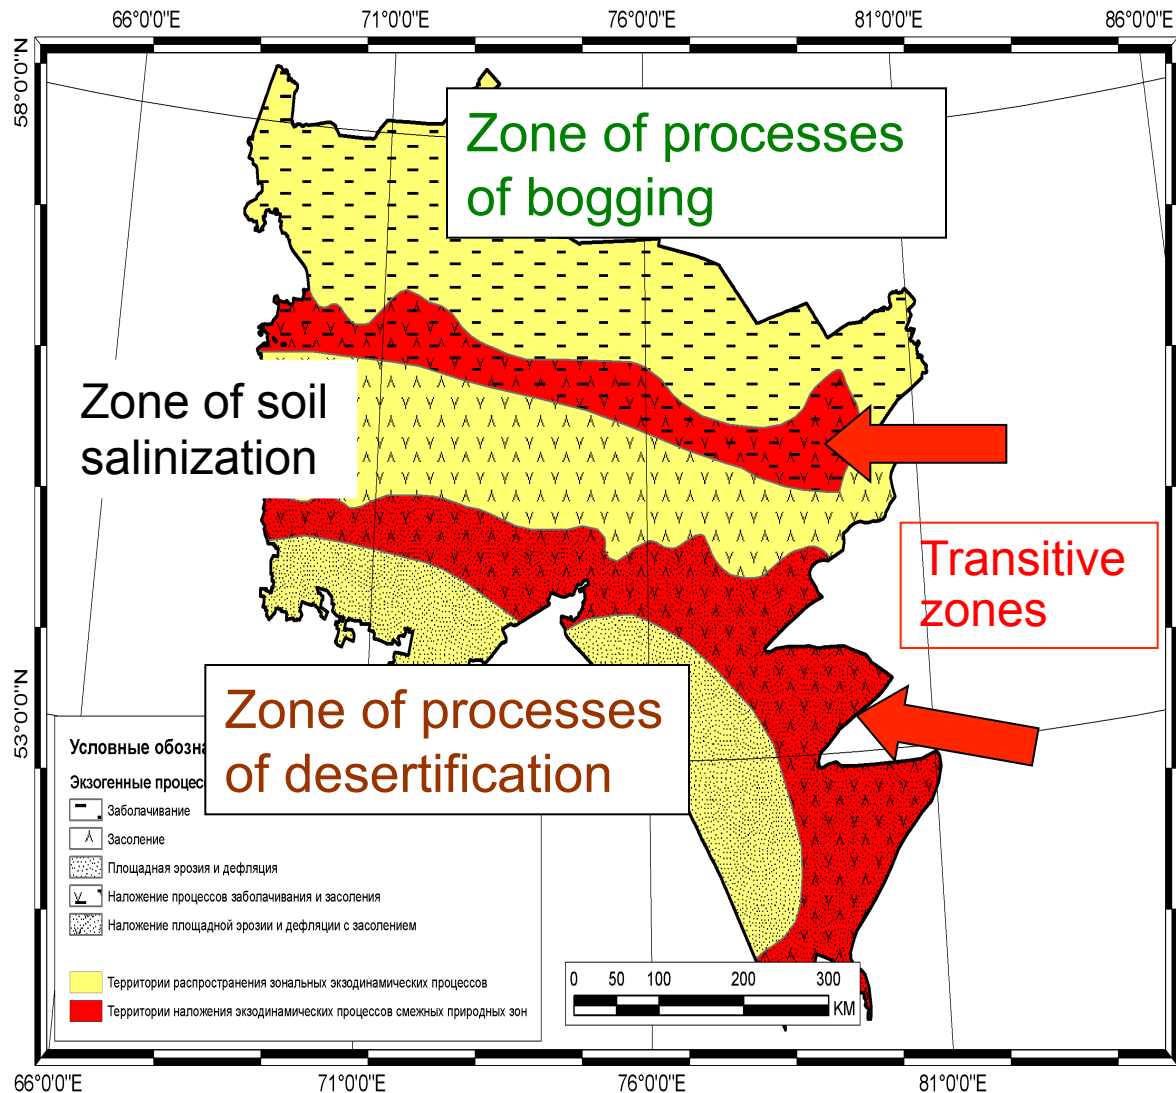 66°0'0"E 71°0'0"E 76°0'0"E 81°0'0"E 86°0'0"E
58°0'0"N
Zone of processes
of bogging
Zone of soil
salinization
Transitive
zones
53°0'0"N
Zone of processes
of desertification
Условные обозна
Экзогенные процес
Заболачивание
Засоление
Площадная эрозия и дефляция
Наложение процессов заболачивания и засоления
Наложение площадной эрозии и дефляции с засолением
Территории распространения зональных экзодинамических процессов
Территории наложения экзодинамических процессов смежных природных зон
0 50 100 200 300
KM
66°0'0"E 71°0'0"E 76°0'0"E 81°0'0"E